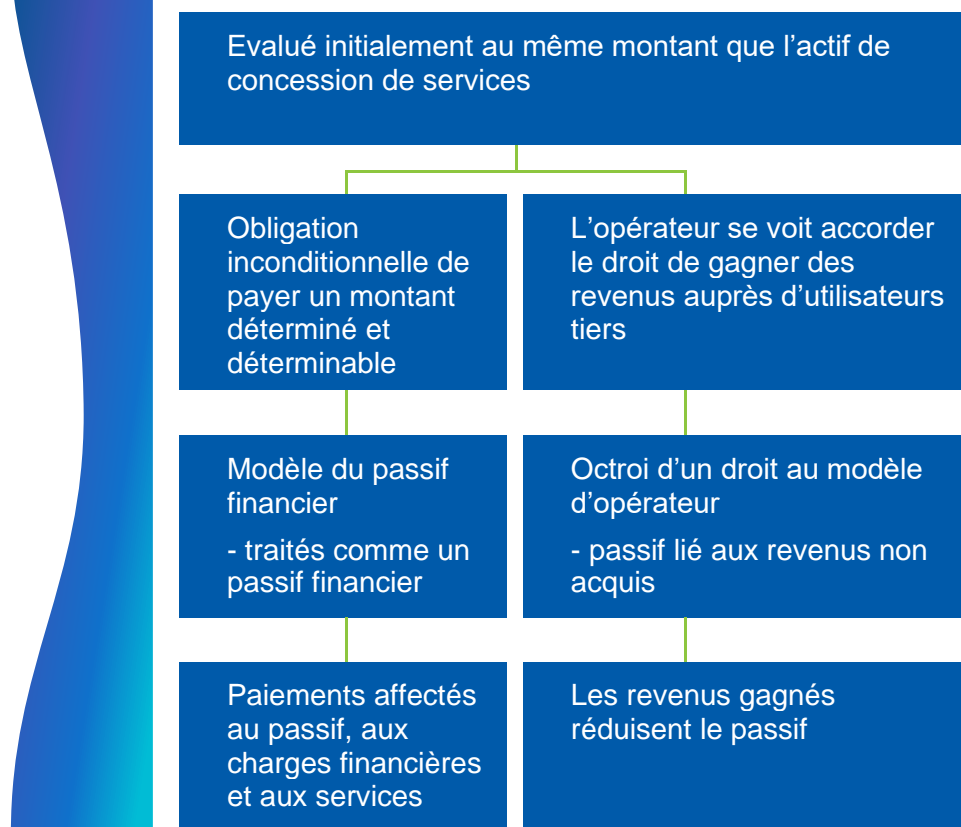 Evalué initialement au même montant que l’actif de
concession de services
Obligation
inconditionnelle de
payer un montant
déterminé et
déterminable
L’opérateur se voit accorder
le droit de gagner des
revenus auprès d’utilisateurs
tiers
Modèle du passif
financier
- traités comme un
passif financier
Octroi d’un droit au modèle
d’opérateur
- passif lié aux revenus non
acquis
Paiements affectés
au passif, aux
charges financières
et aux services
Les revenus gagnés
réduisent le passif